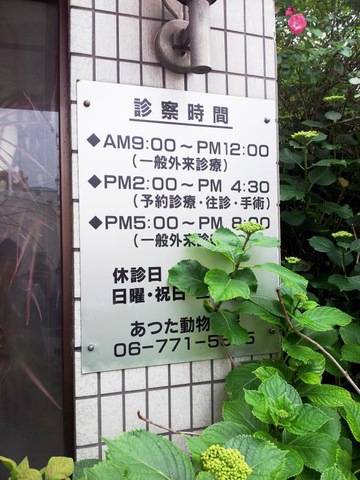 診察時間
◆AM9:00～PM12:00
（一般外来診療）
◆PM2:00～PM 4:30
（予約診療・往診・手術）
◆PM5:00～PM 8:00
（一般外来診
休診日
日曜・祝日
あつた動物
06-771-5